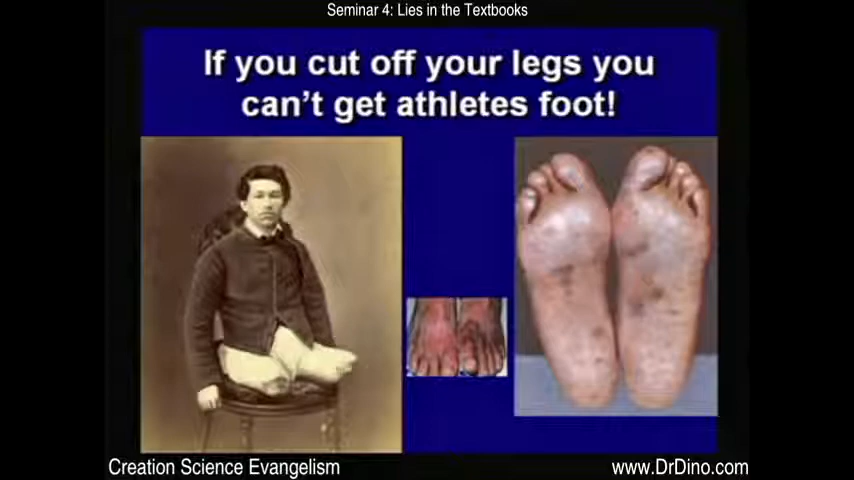 Seminar 4: Lies in the Textbooks
If you cut off your legs you
can't get athletes foot!
Creation Science Evangelism
www.DrDino.com